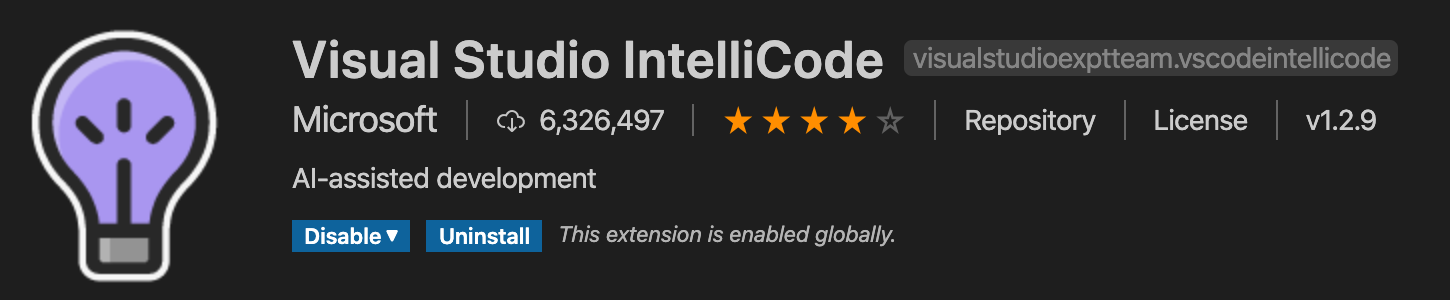 Visual Studio IntelliCode visualstudioexptteam.vscodeintellicode
Microsoft 6,326,497 Repository License v1.2.9
AI-assisted development
Disable Uninstall This extension is enabled globally.